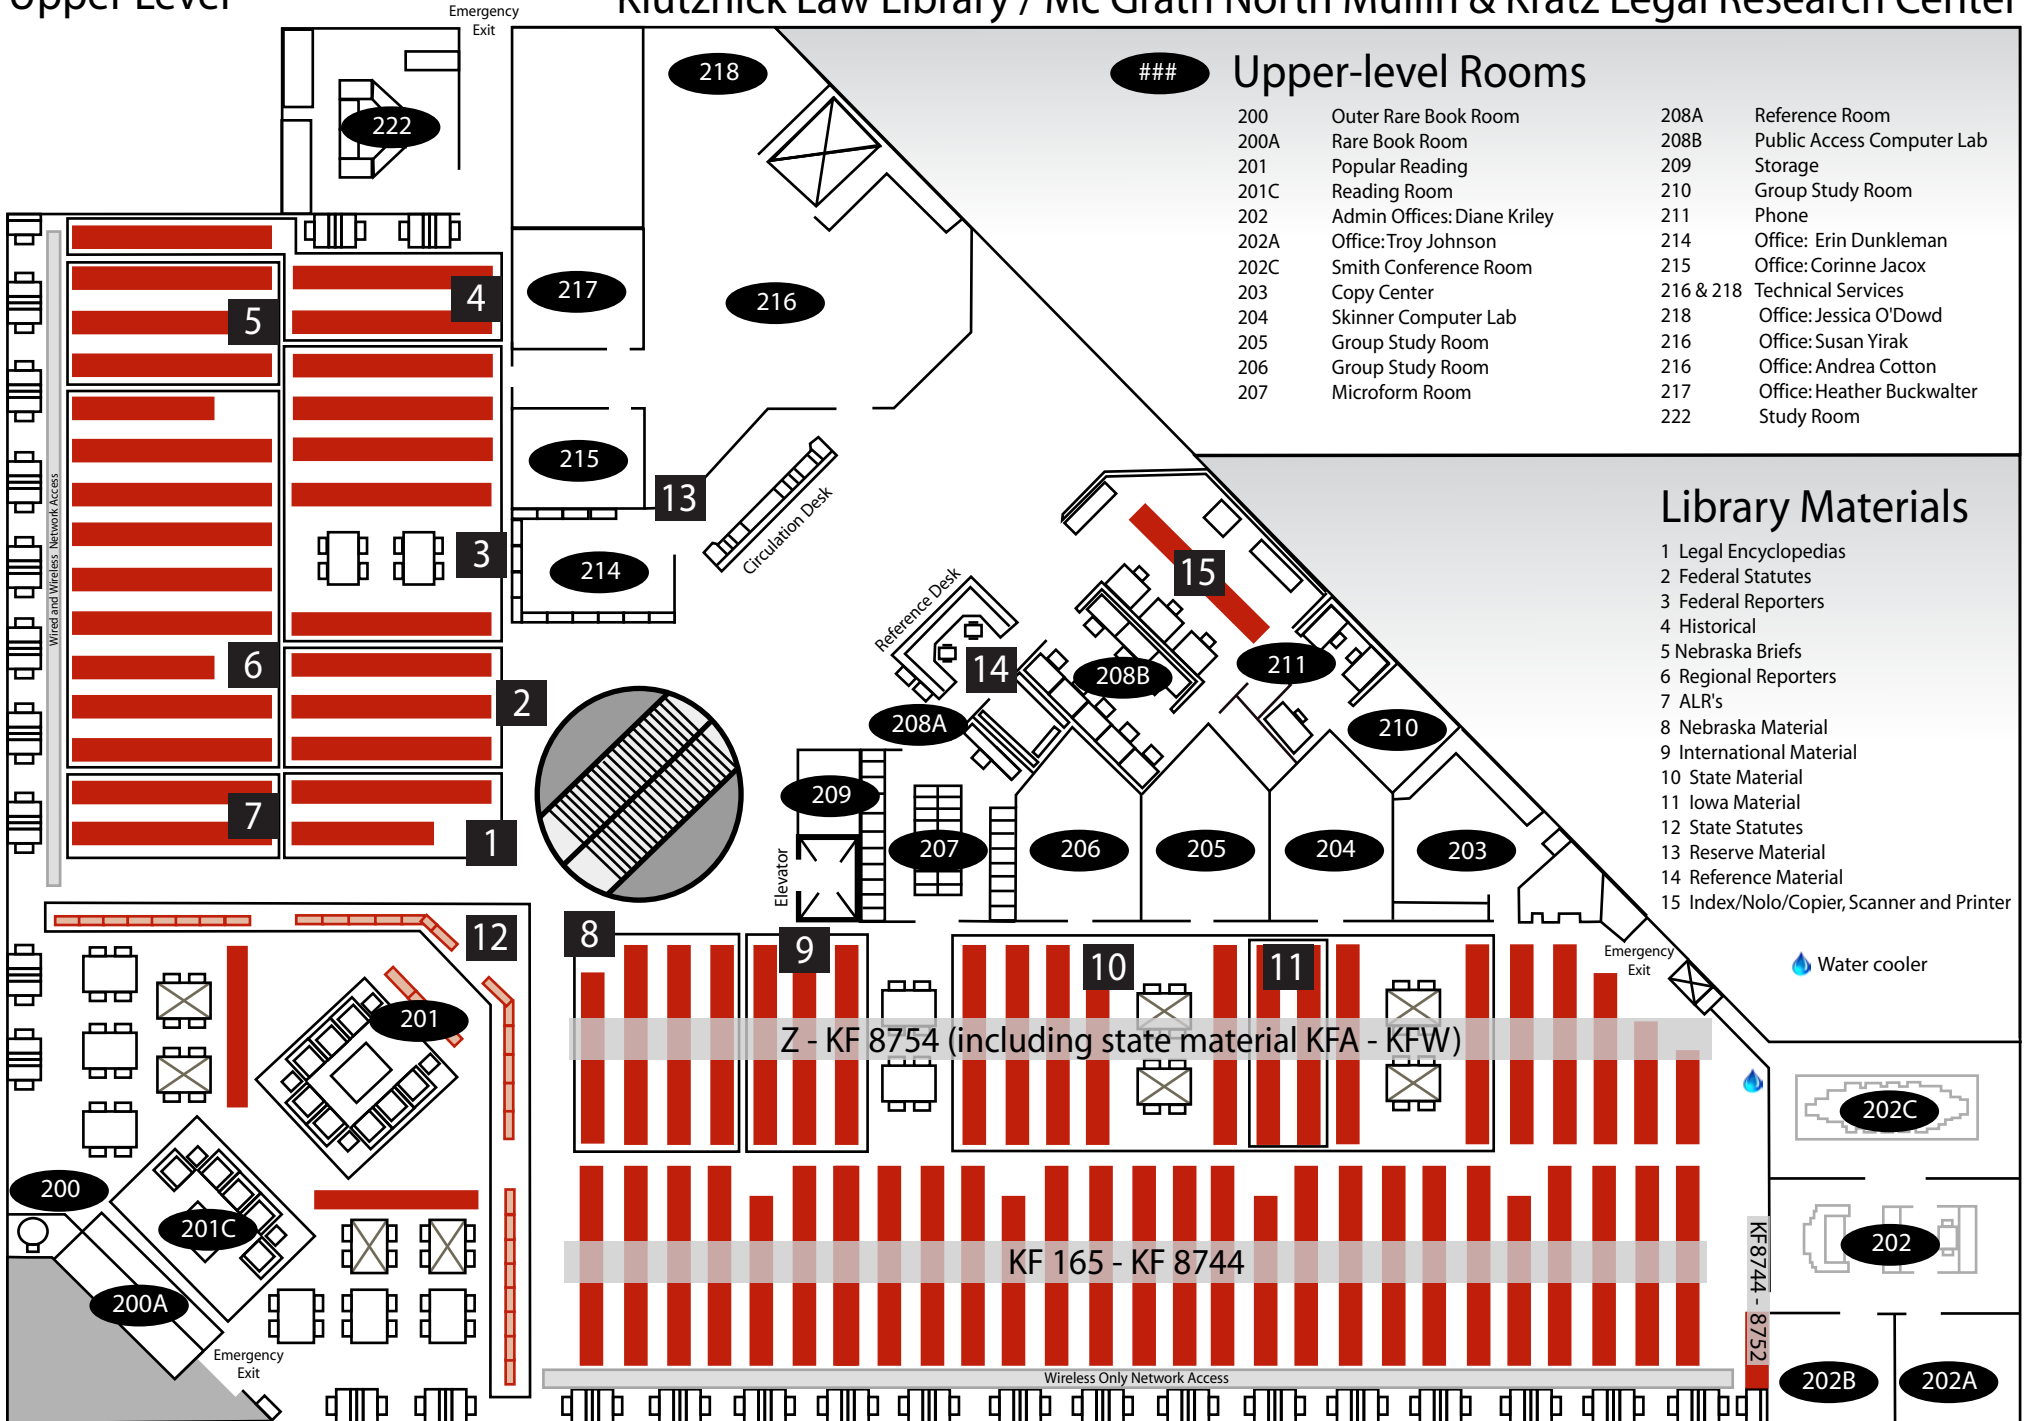 Upper Level
Klutznick Law Library / Mc Grath North Mullin & Kratz Legal Research Center
Emergency
Exit
### Upper-level Rooms
200 Outer Rare Book Room
200A Rare Book Room
201 Popular Reading
201C Reading Room
202 Admin Offices: Diane Kriley
202A Office: Troy Johnson
202C Smith Conference Room
203 Copy Center
204 Skinner Computer Lab
205 Group Study Room
206 Group Study Room
207 Microform Room
208A Reference Room
208B Public Access Computer Lab
209 Storage
210 Group Study Room
211 Phone
214 Office: Erin Dunkleman
215 Office: Corinne Jacox
216 & 218 Technical Services
218 Office: Jessica O'Dowd
216 Office: Susan Yirak
216 Office: Andrea Cotton
217 Office: Heather Buckwalter
222 Study Room
Library Materials
1 Legal Encyclopedias
2 Federal Statutes
3 Federal Reporters
4 Historical
5 Nebraska Briefs
6 Regional Reporters
7 ALR's
8 Nebraska Material
9 International Material
10 State Material
11 Iowa Material
12 State Statutes
13 Reserve Material
14 Reference Material
15 Index/Nolo/Copier, Scanner and Printer
Water cooler
218
222
217
216
4
5
215
13
Circulation Desk
3
214
Wired and Wireless Network Access
15
Reference Desk
14
208B
211
6
2
208A
210
209
7
1
Elevator
207
206
205
204
203
12
8
9
10
11
Emergency
Exit
201
Z - KF 8754 (including state material KFA - KFW)
202C
200
201C
202
KF 165 - KF 8744
KF8744 - 8752
200A
Emergency
Exit
Wireless Only Network Access
202B
202A